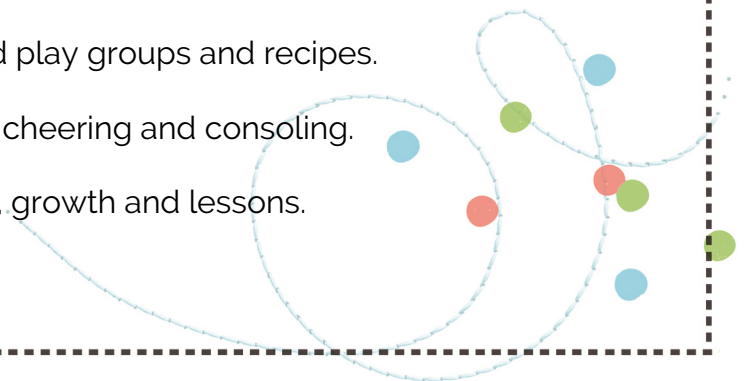 play groups and recipes.
cheering and consoling.
growth and lessons.